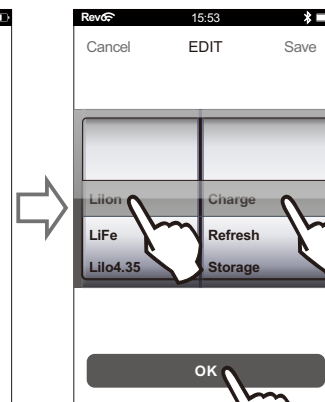 Revo 15:53
Cancel EDIT Save
LiIon Charge
LiFe Refresh
LiIo4.35 Storage
OK